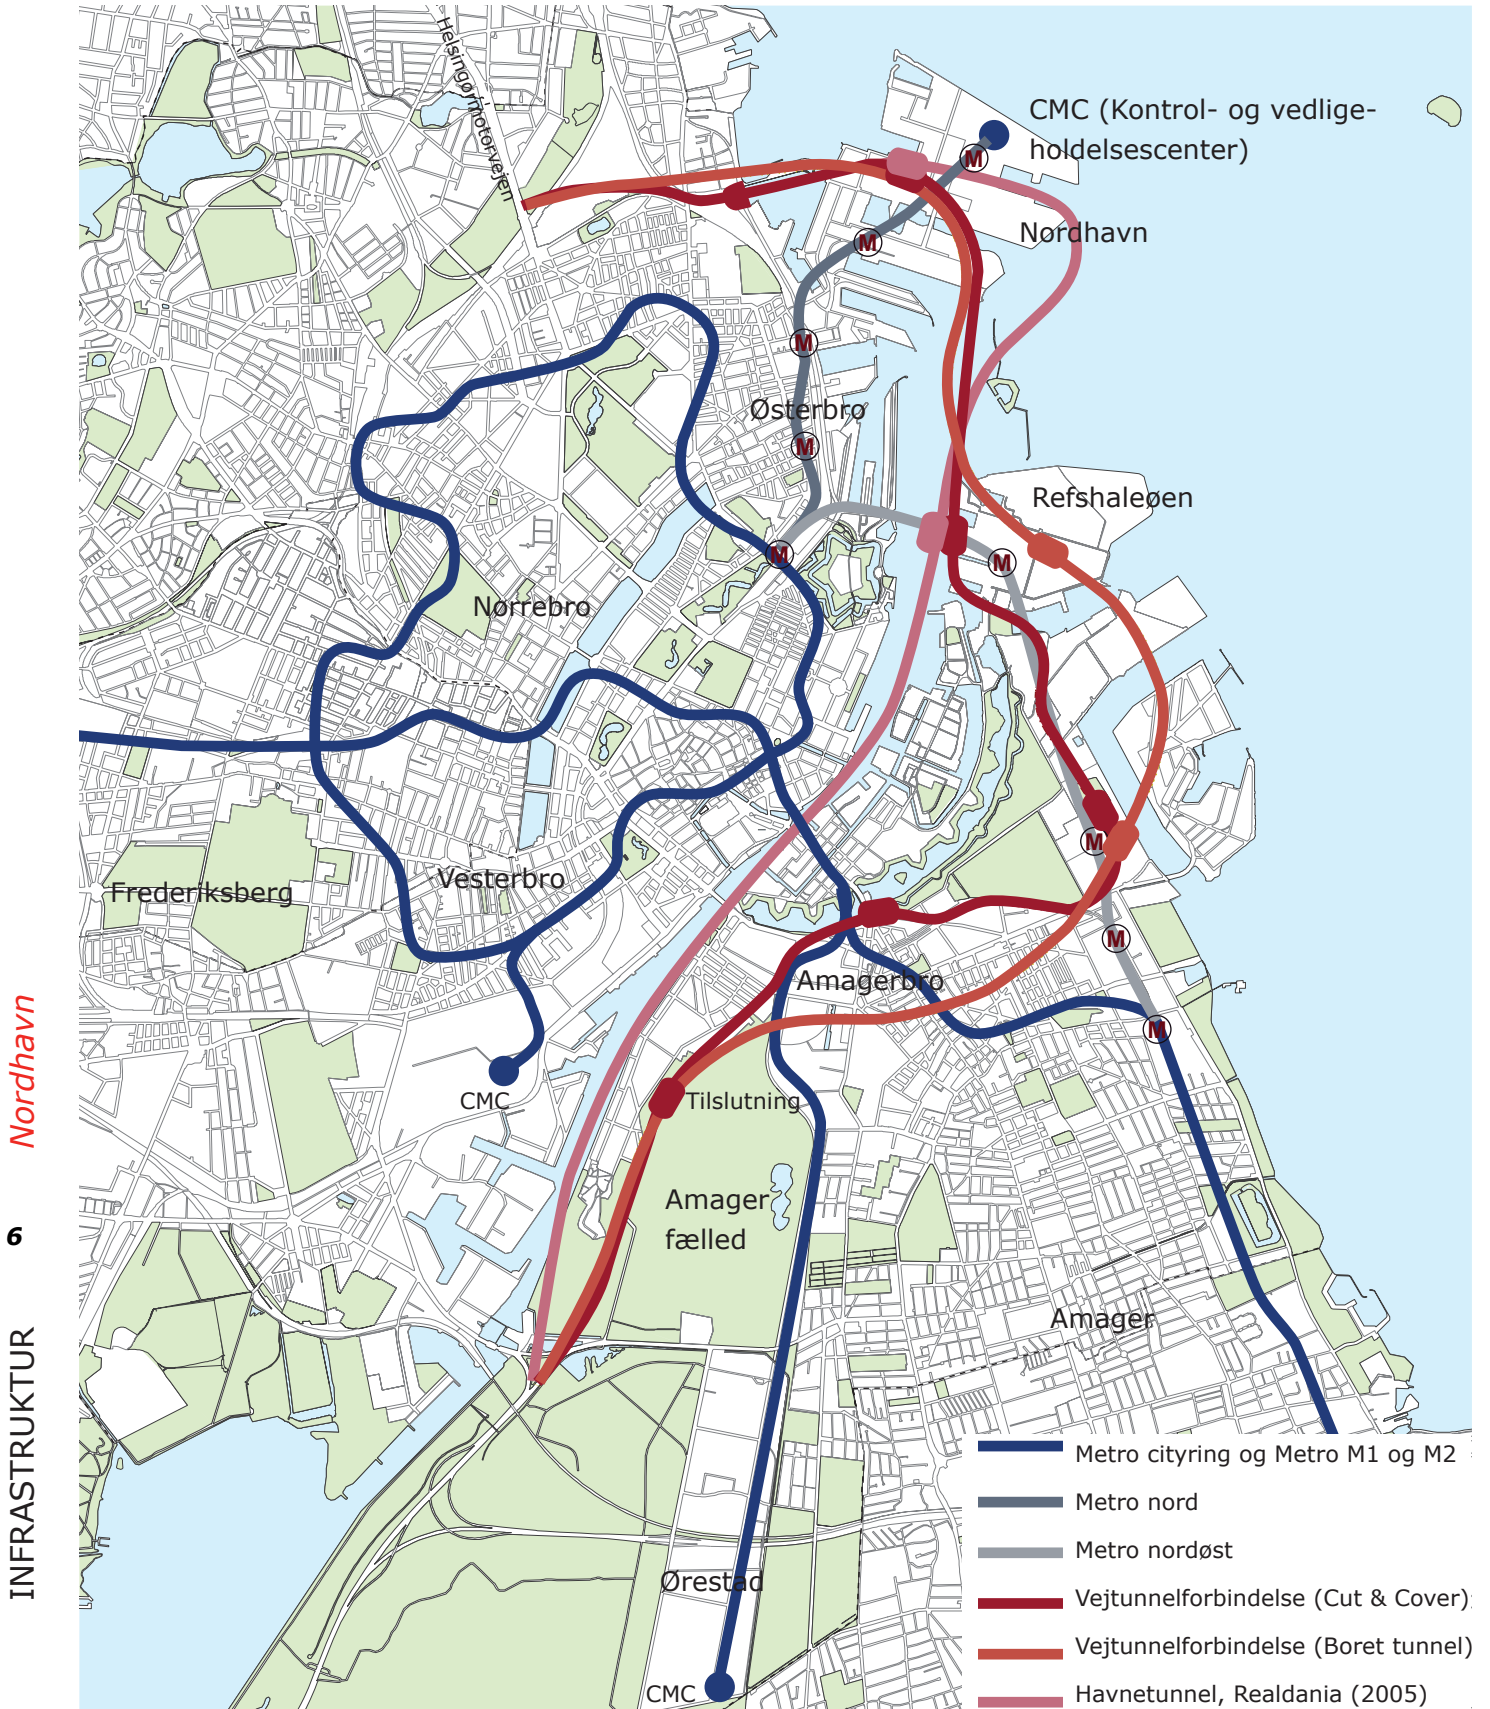 Helsingørmotorvejen
CMC (Kontrol- og vedlige-
holdelsescenter)
M
Nordhavn
M
M
Østerbro
M
Refshaleøen
M
M
Nørrebro
M
Vesterbro
Frederiksberg
M
Amagerbro
M
CMC
Tilslutning
Amager
fælled
Amager
Ørestad
CMC
Metro cityring og Metro M1 og M2
Metro nord
Metro nordøst
Vejtunnelforbindelse (Cut & Cover)
Vejtunnelforbindelse (Boret tunnel)
Havnetunnel, Realdania (2005)
Nordhavn
6
INFRASTRUKTUR